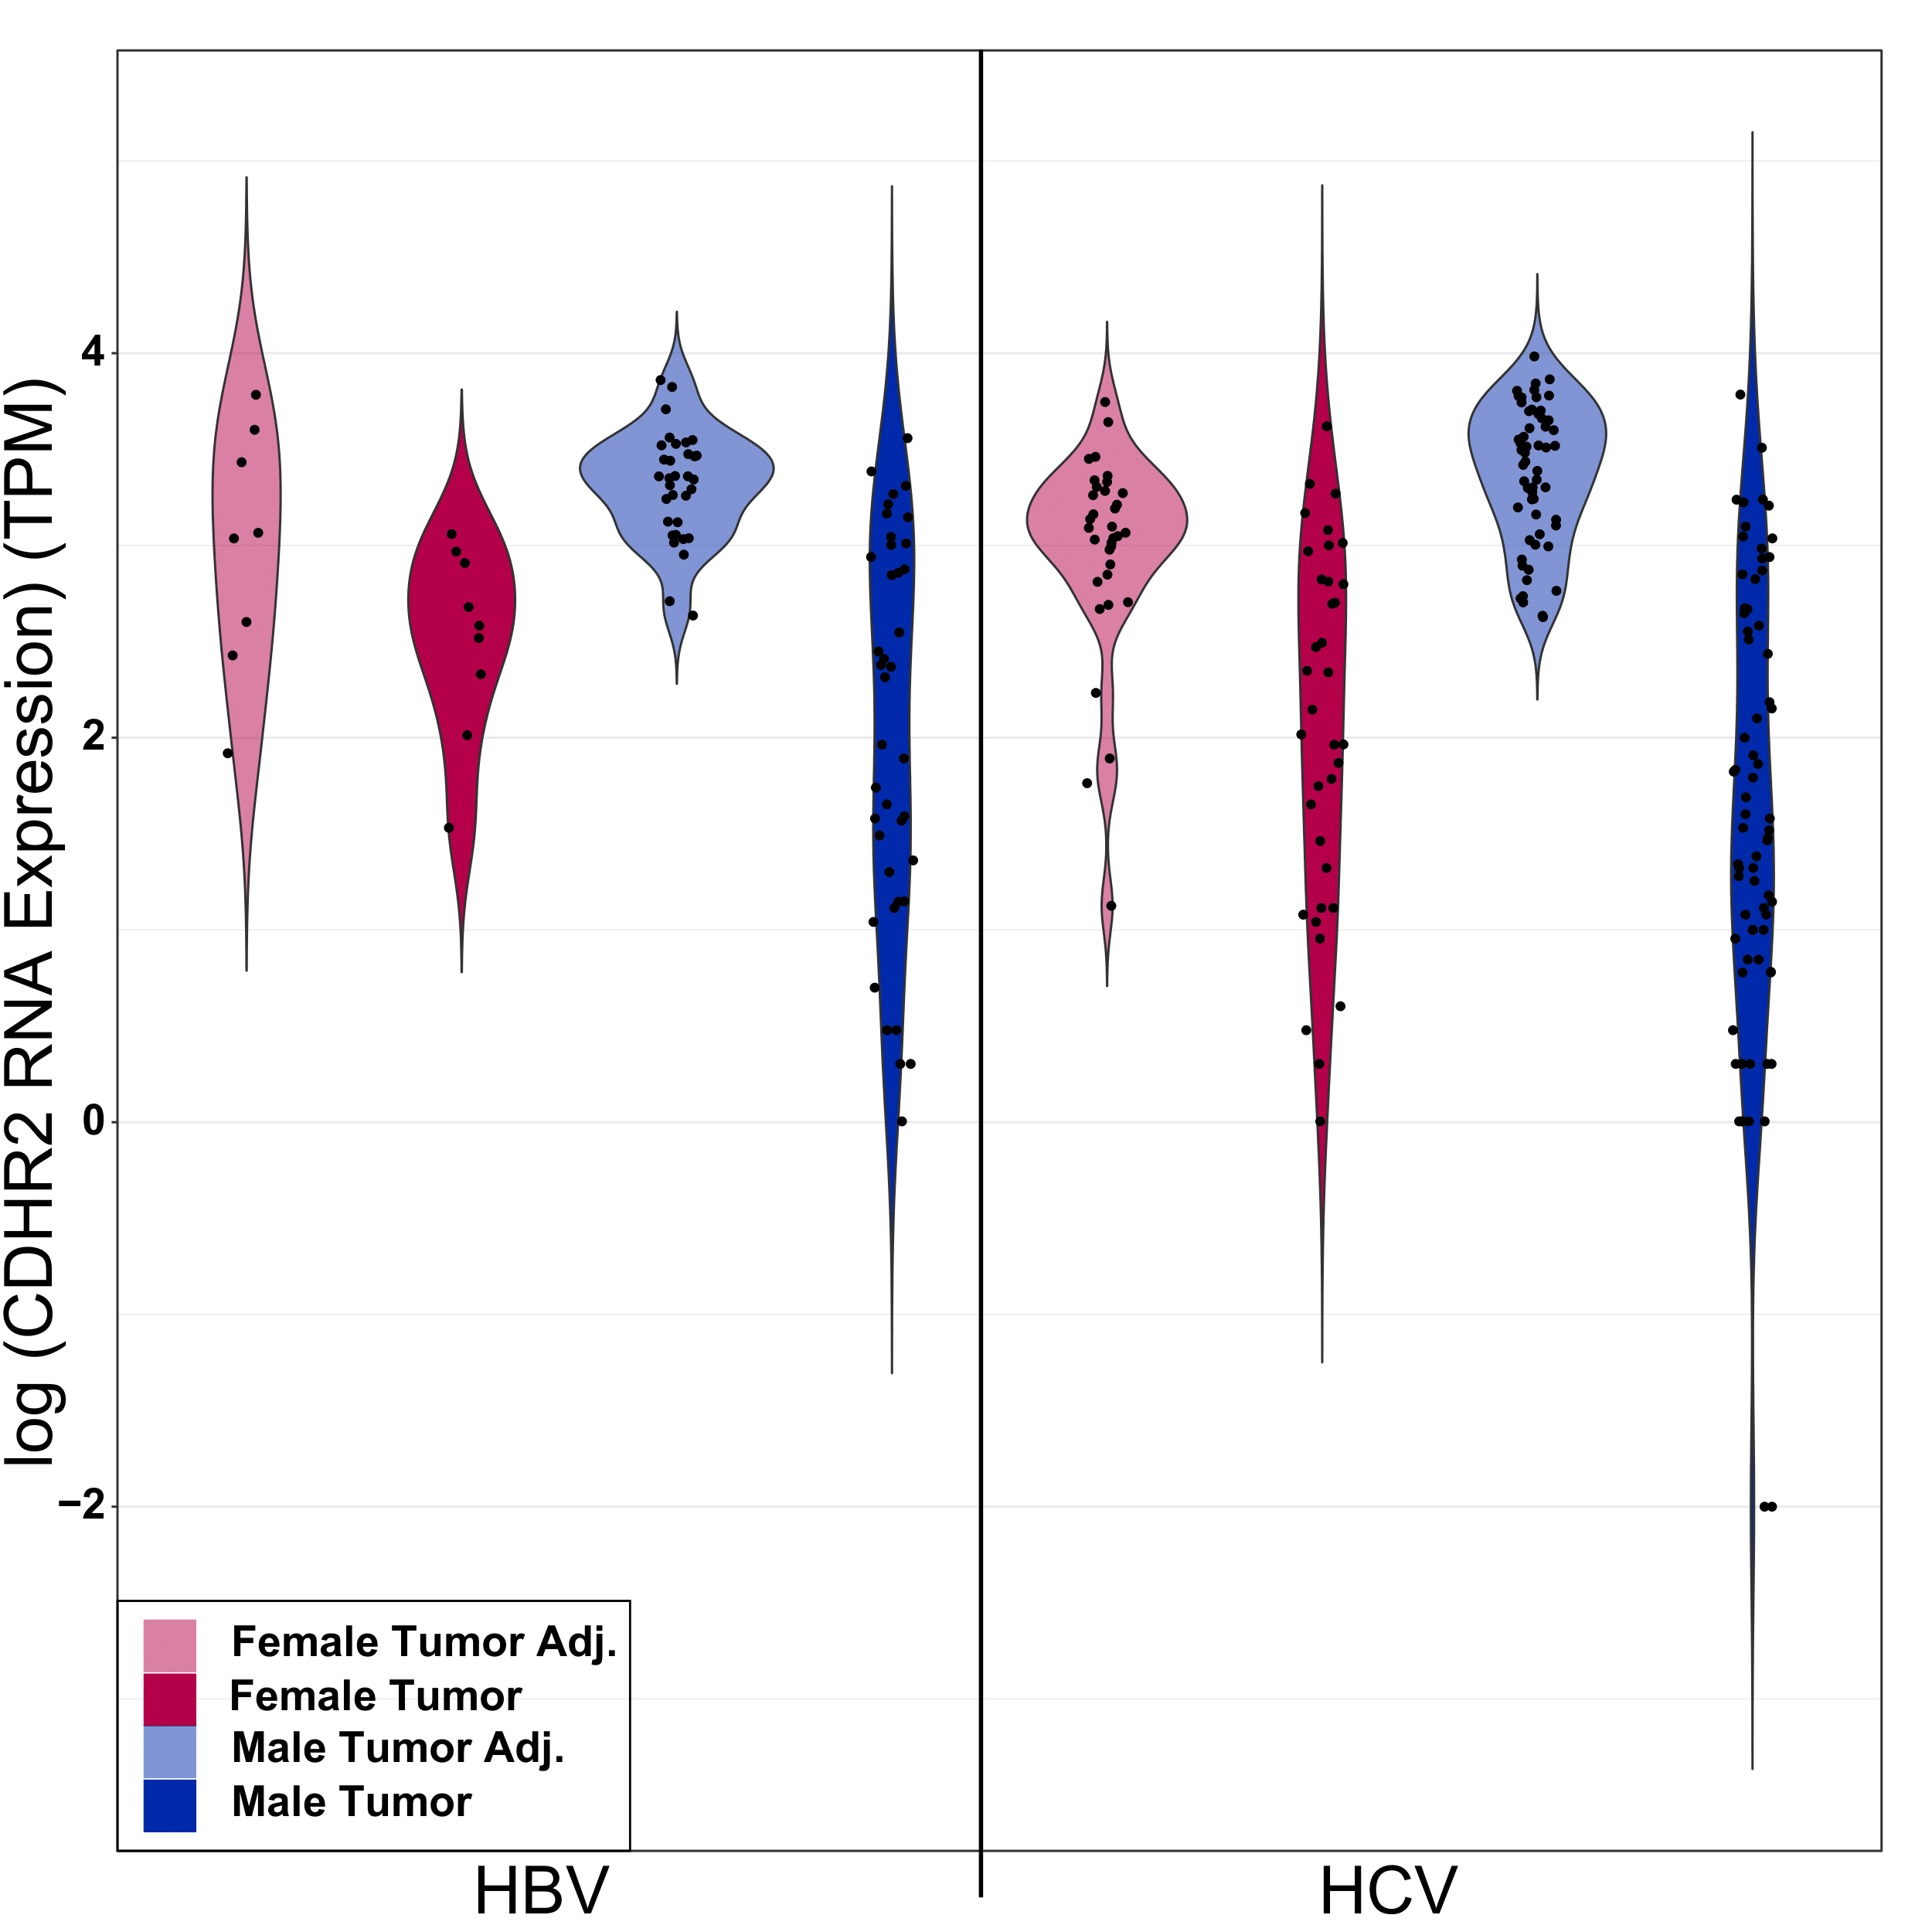 log (CDHR2 RNA Expression) (TPM)
4
2
0
−2
Female Tumor Adj.
Female Tumor
Male Tumor Adj.
Male Tumor
HBV
HCV